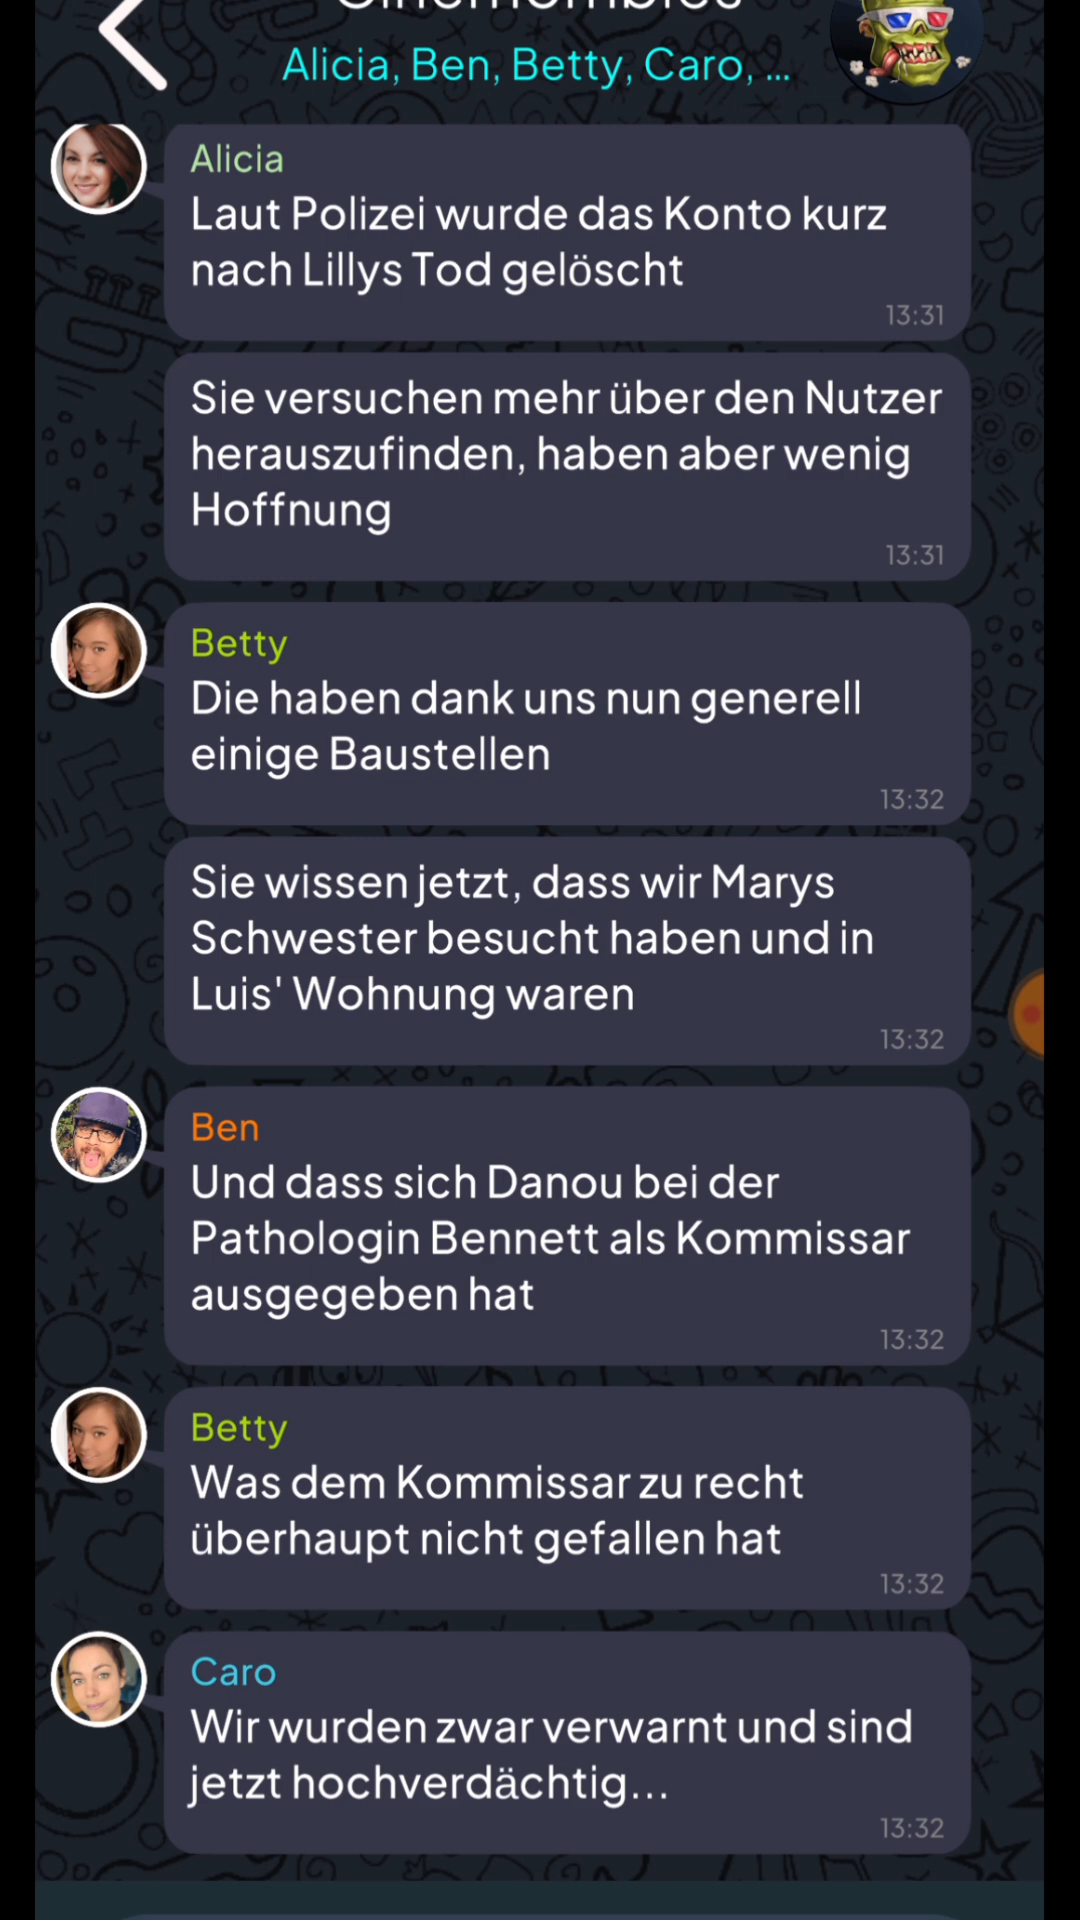 Alicia, Ben, Betty, Caro, ...
Alicia
Laut Polizei wurde das Konto kurz
nach Lillys Tod gelöscht
13:31
Sie versuchen mehr über den Nutzer
herauszufinden, haben aber wenig
Hoffnung
13:31
Betty
Die haben dank uns nun generell
einige Baustellen
13:32
Sie wissen jetzt, dass wir Marys
Schwester besucht haben und in
Luis' Wohnung waren
13:32
Ben
Und dass sich Danou bei der
Pathologin Bennett als Kommissar
ausgegeben hat
13:32
Betty
Was dem Kommissar zu recht
überhaupt nicht gefallen hat
13:32
Caro
Wir wurden zwar verwarnt und sind
jetzt hochverdächtig...
13:32